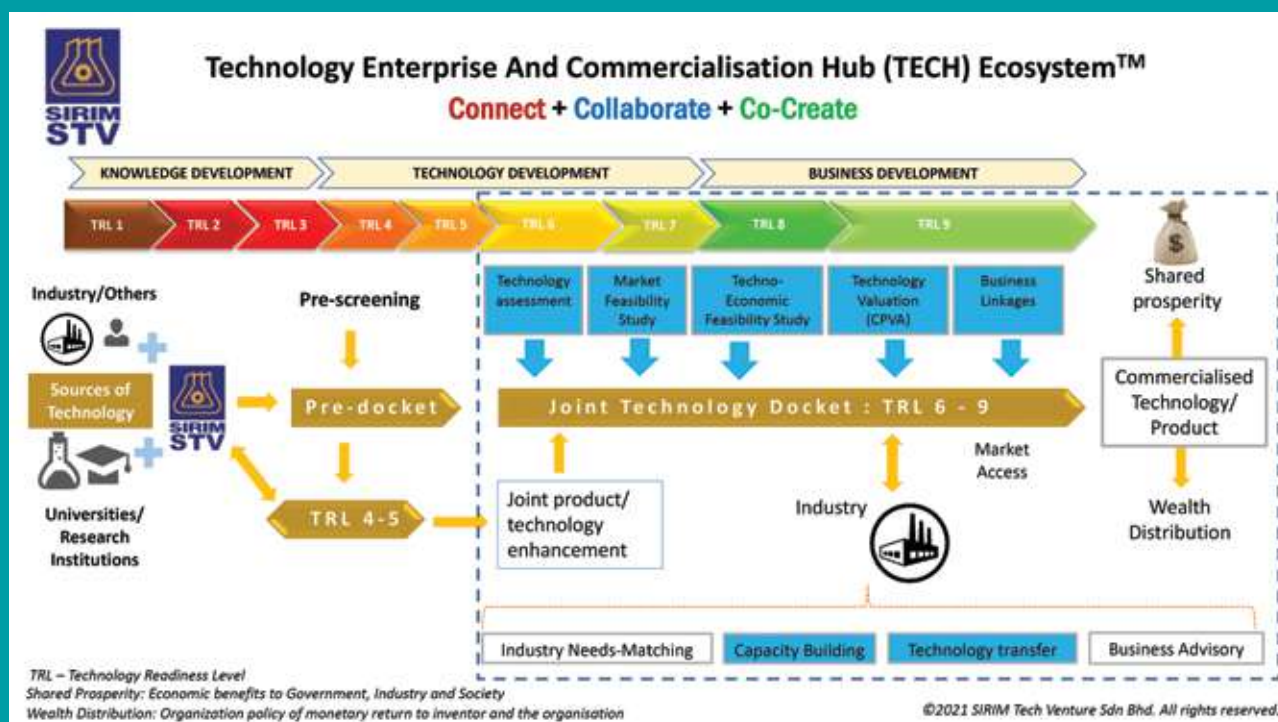 SIRIM
STV
Technology Enterprise And Commercialisation Hub (TECH) Ecosystem™
Connect + Collaborate + Co-Create
KNOWLEDGE DEVELOPMENT
TECHNOLOGY DEVELOPMENT
BUSINESS DEVELOPMENT
TRL 1
TRL 2
TRL 3
TRL 4
TRL 5
TRL 6
TRL 7
TRL 8
TRL 9
Technology
assessment
Market
Feasibility
Study
Techno-
Economic
Feasibility Study
Technology
Valuation
(CPVA)
Business
Linkages
$
Shared
prosperity
Industry/Others
Pre-screening
Sources of
Technology
SIRIM
STV
Pre-docket
Joint Technology Docket : TRL 6 - 9
Commercialised
Technology/
Product
Market
Access
Universities/
Research
Institutions
TRL 4-5
Joint product/
technology
enhancement
Industry
Wealth
Distribution
Industry Needs-Matching
Capacity Building
Technology transfer
Business Advisory
TRL – Technology Readiness Level
Shared Prosperity: Economic benefits to Government, Industry and Society
Wealth Distribution: Organization policy of monetary return to inventor and the organisation
©2021 SIRIM Tech Venture Sdn Bhd. All rights reserved.